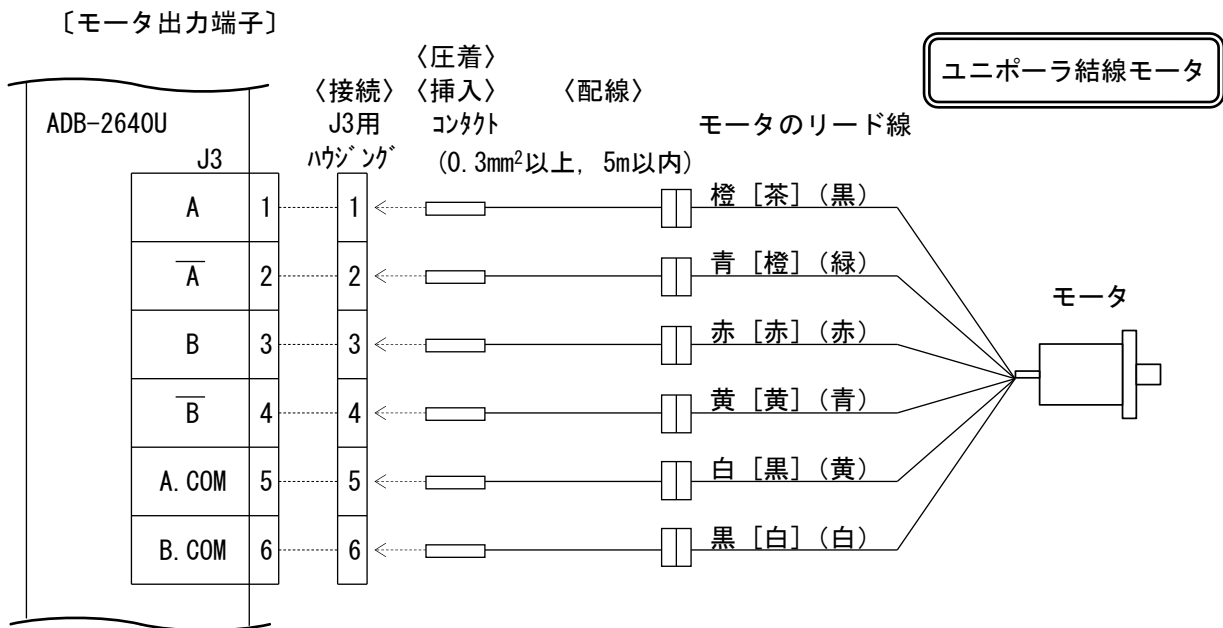 〔モータ出力端子〕
ユニポーラ結線モータ
〈圧着〉
〈接続〉〈挿入〉 〈配線〉
ADB-2640U J3用 ｺﾝﾀｸﾄ モータのリード線
J3 ﾊｳｼﾞﾝｸﾞ (0.3mm²以上, 5m以内)
A 1 1 橙 [茗] (黒)
A̅ 2 2 青 [橙] (緑)
モータ
B 3 3 赤 [赤] (赤)
B̅ 4 4 黄 [黄] (青)
A.COM 5 5 白 [黒] (黄)
B.COM 6 6 黒 [白] (白)